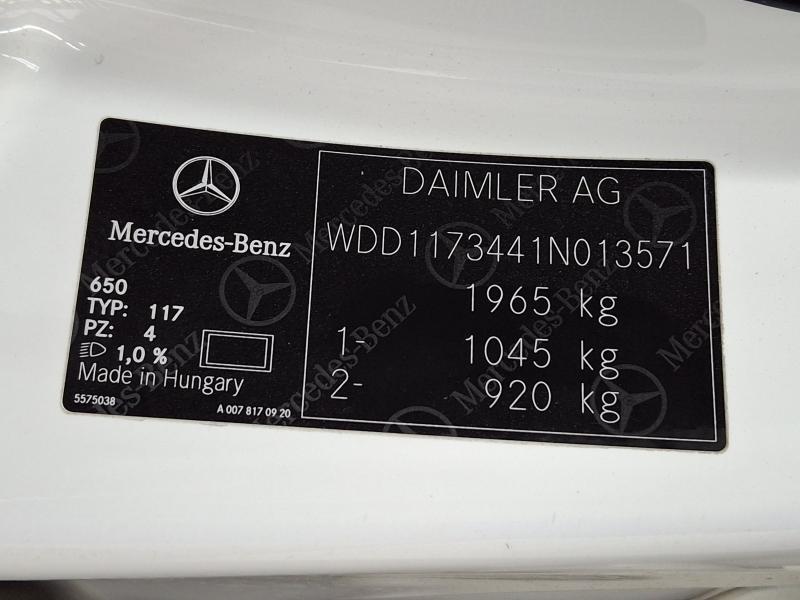 Mercedes-Benz
650
TYP: 117
PZ: 4
1,0 %
Made in Hungary
5575038
A 007 817 09 20
DAIMLER AG
WDD1173441N013571
1965 kg
1- 1045 kg
2- 920 kg